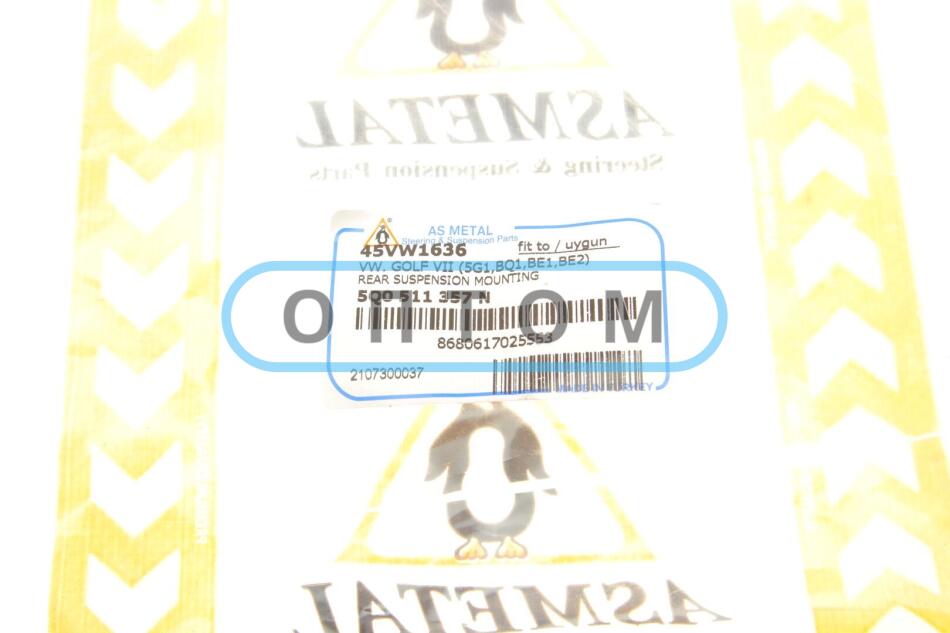 ASMETAL
Steering & Suspension Parts
AS METAL
Steering & Suspension Parts
45VW1636
fit to / uygun
VW. GOLF VII (5G1,BQ1,BE1,BE2)
REAR SUSPENSION MOUNTING
5Q0 511 357 N
ОПТОМ
8680617025553
2107300037
MADE IN TURKEY
ASMETAL